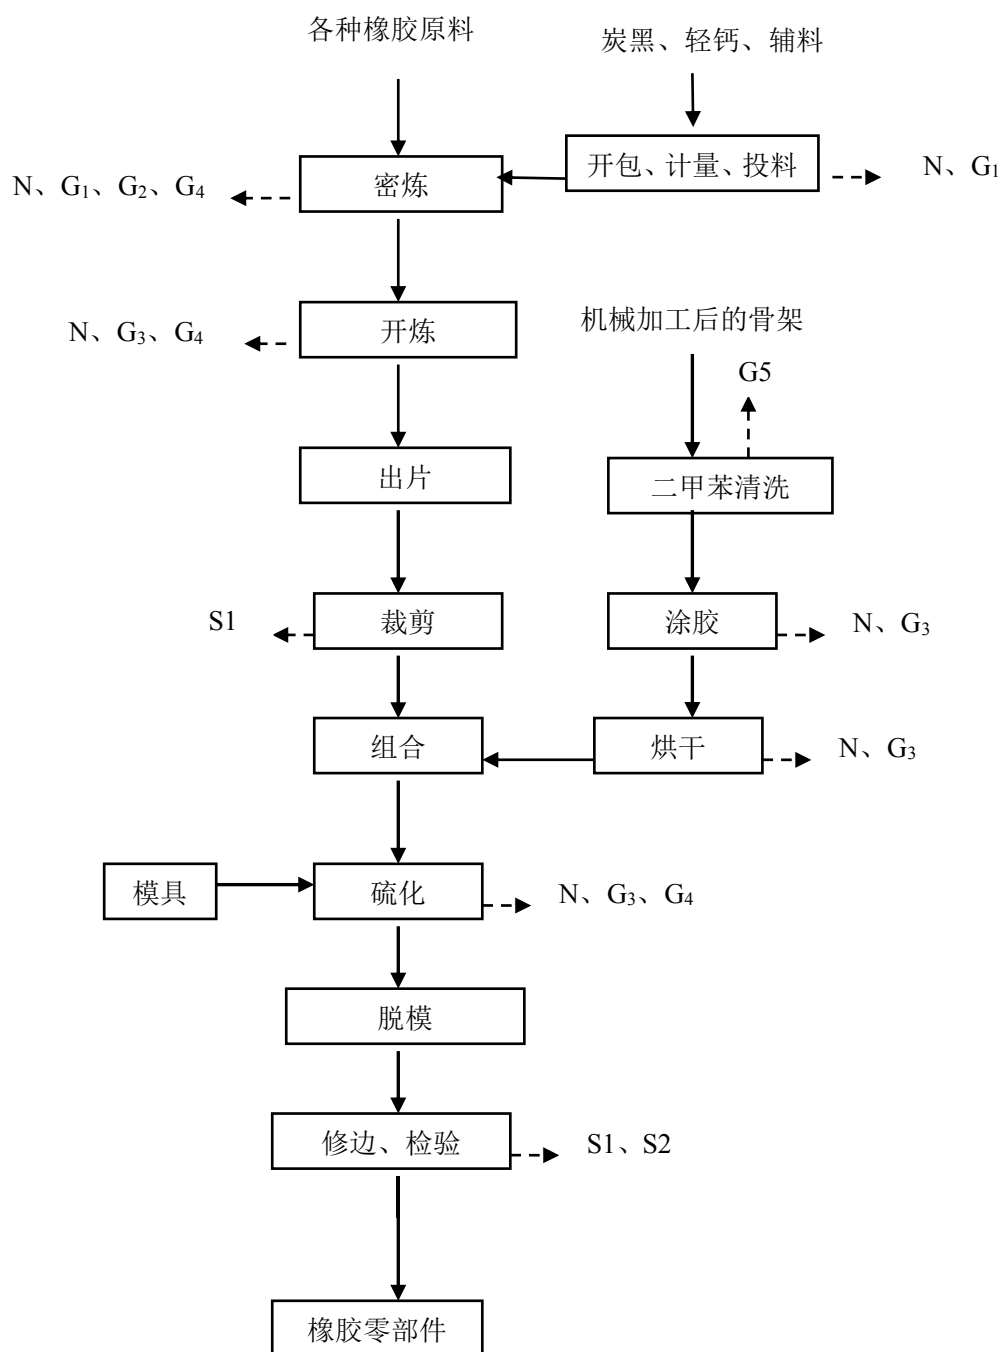 各种橡胶原料
炭黑、轻钙、辅料
开包、计量、投料
N、G₁
密炼
N、G₁、G₂、G₄
机械加工后的骨架
开炼
N、G₃、G₄
G5
出片
二甲苯清洗
S1
裁剪
涂胶
N、G₃
组合
烘干
N、G₃
模具
硫化
N、G₃、G₄
脱模
修边、检验
S1、S2
橡胶零部件